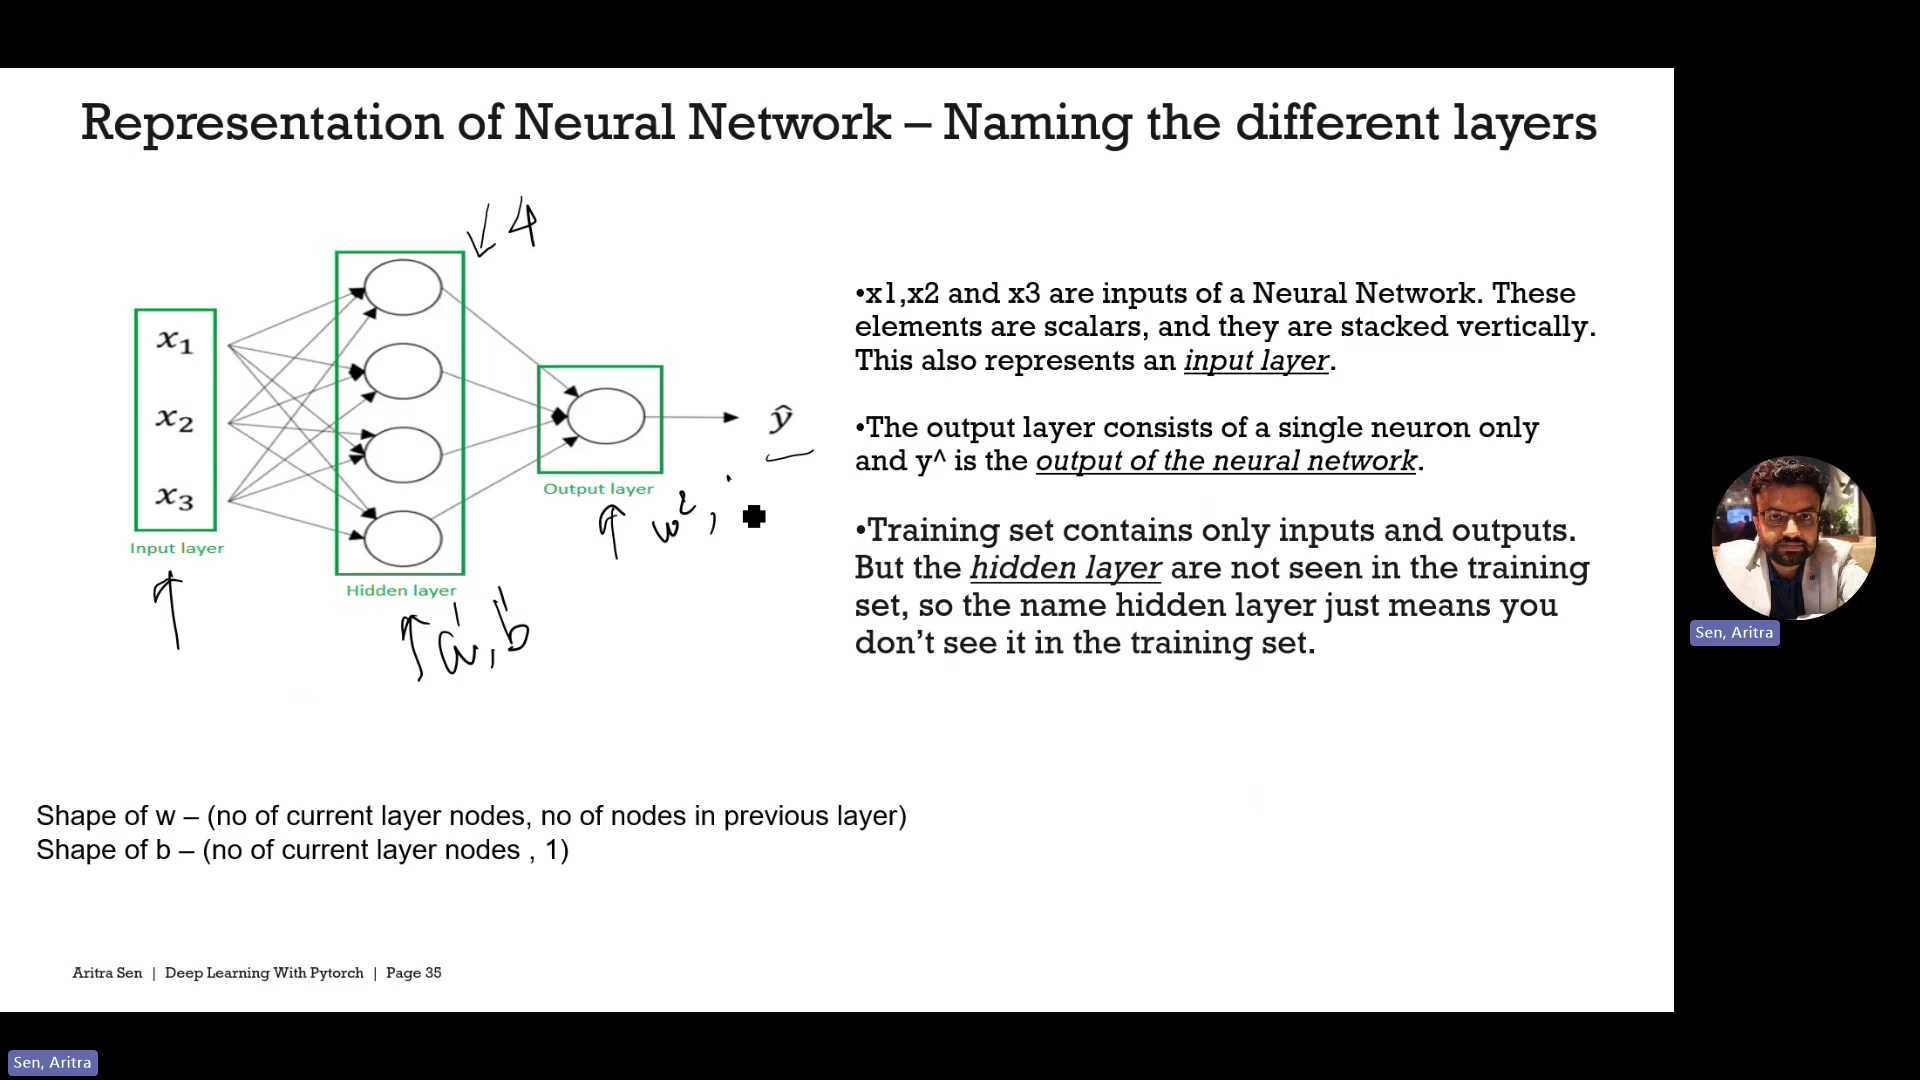 Representation of Neural Network – Naming the different layers
4
x₁
x₂
x₃
Input layer
Hidden layer
Output layer
ŷ
w²,
b
•x1,x2 and x3 are inputs of a Neural Network. These
elements are scalars, and they are stacked vertically.
This also represents an input layer.
•The output layer consists of a single neuron only
and y^ is the output of the neural network.
•Training set contains only inputs and outputs.
But the hidden layer are not seen in the training
set, so the name hidden layer just means you
don’t see it in the training set.
Shape of w – (no of current layer nodes, no of nodes in previous layer)
Shape of b – (no of current layer nodes , 1)
Aritra Sen | Deep Learning With Pytorch | Page 35
Sen, Aritra
Sen, Aritra